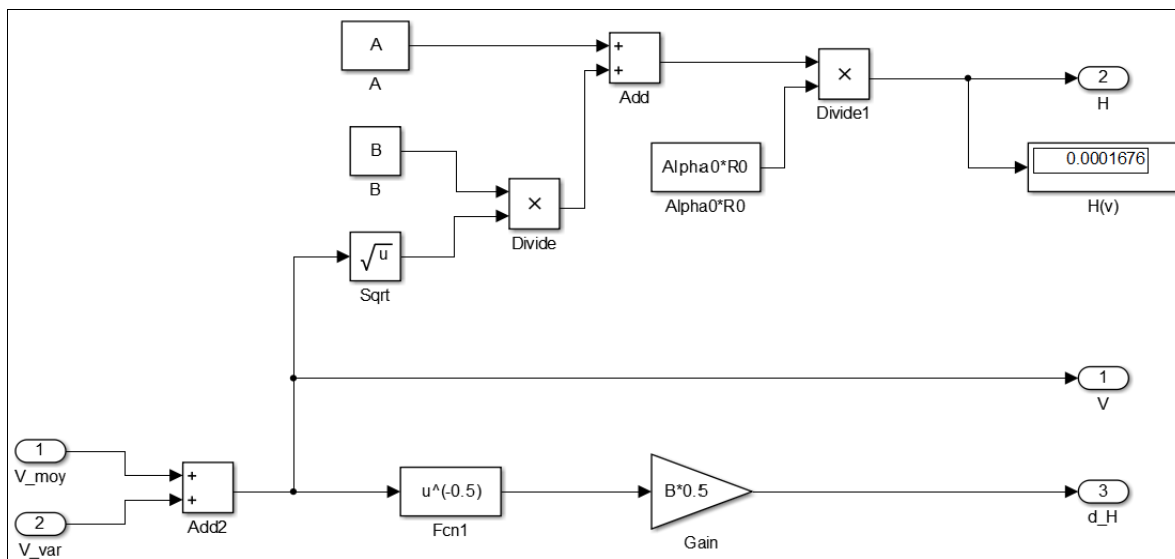 A
A
+
+
Add
×
Divide1
2
H
B
B
×
Divide
Alpha0*R0
Alpha0*R0
0.0001676
H(v)
√u
Sqrt
1
V
1
V_moy
2
V_var
+
+
Add2
u^(-0.5)
Fcn1
B*0.5
Gain
3
d_H